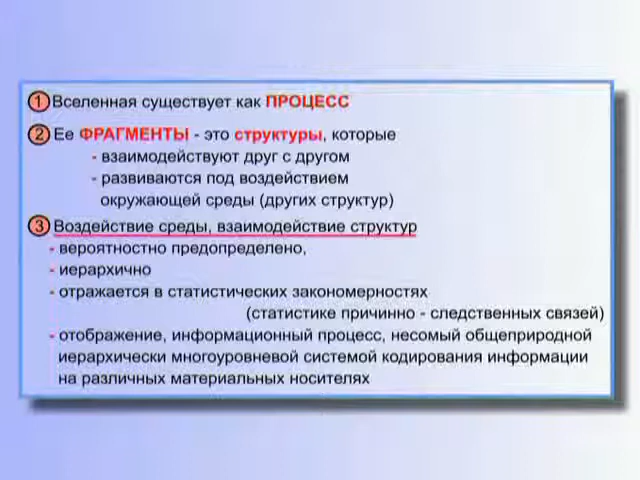 1 Вселенная существует как ПРОЦЕСС
2 Ее ФРАГМЕНТЫ - это структуры, которые
- взаимодействуют друг с другом
- развиваются под воздействием
окружающей среды (других структур)
3 Воздействие среды, взаимодействие структур
- вероятностно предопределено,
- иерархично
- отражается в статистических закономерностях
(статистике причинно - следственных связей)
- отображение, информационный процесс, несомый общеприродной
иерархически многоуровневой системой кодирования информации
на различных материальных носителях